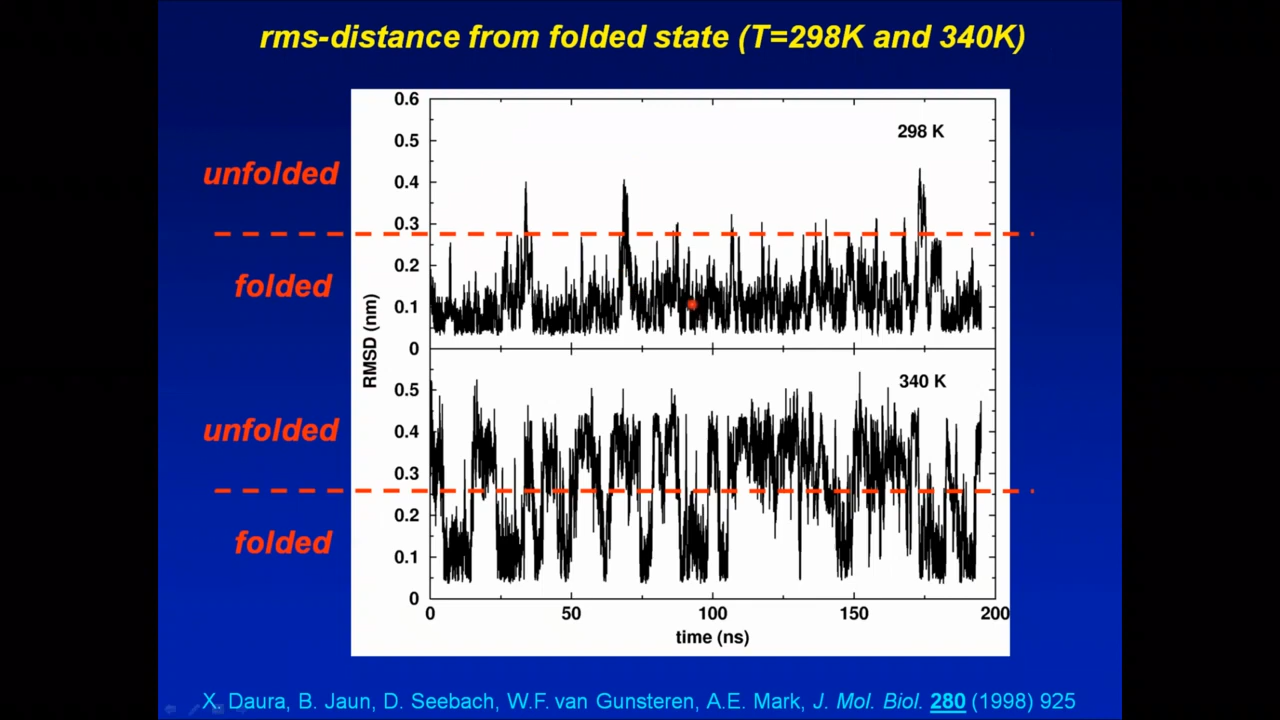 rms-distance from folded state (T=298K and 340K)
unfolded
folded
unfolded
folded
RMSD (nm)
0.6
0.5
0.4
0.3
0.2
0.1
0
298 K
0.5
0.4
0.3
0.2
0.1
0
340 K
0 50 100 150 200
time (ns)
X. Daura, B. Jaun, D. Seebach, W.F. van Gunsteren, A.E. Mark, J. Mol. Biol. 280 (1998) 925